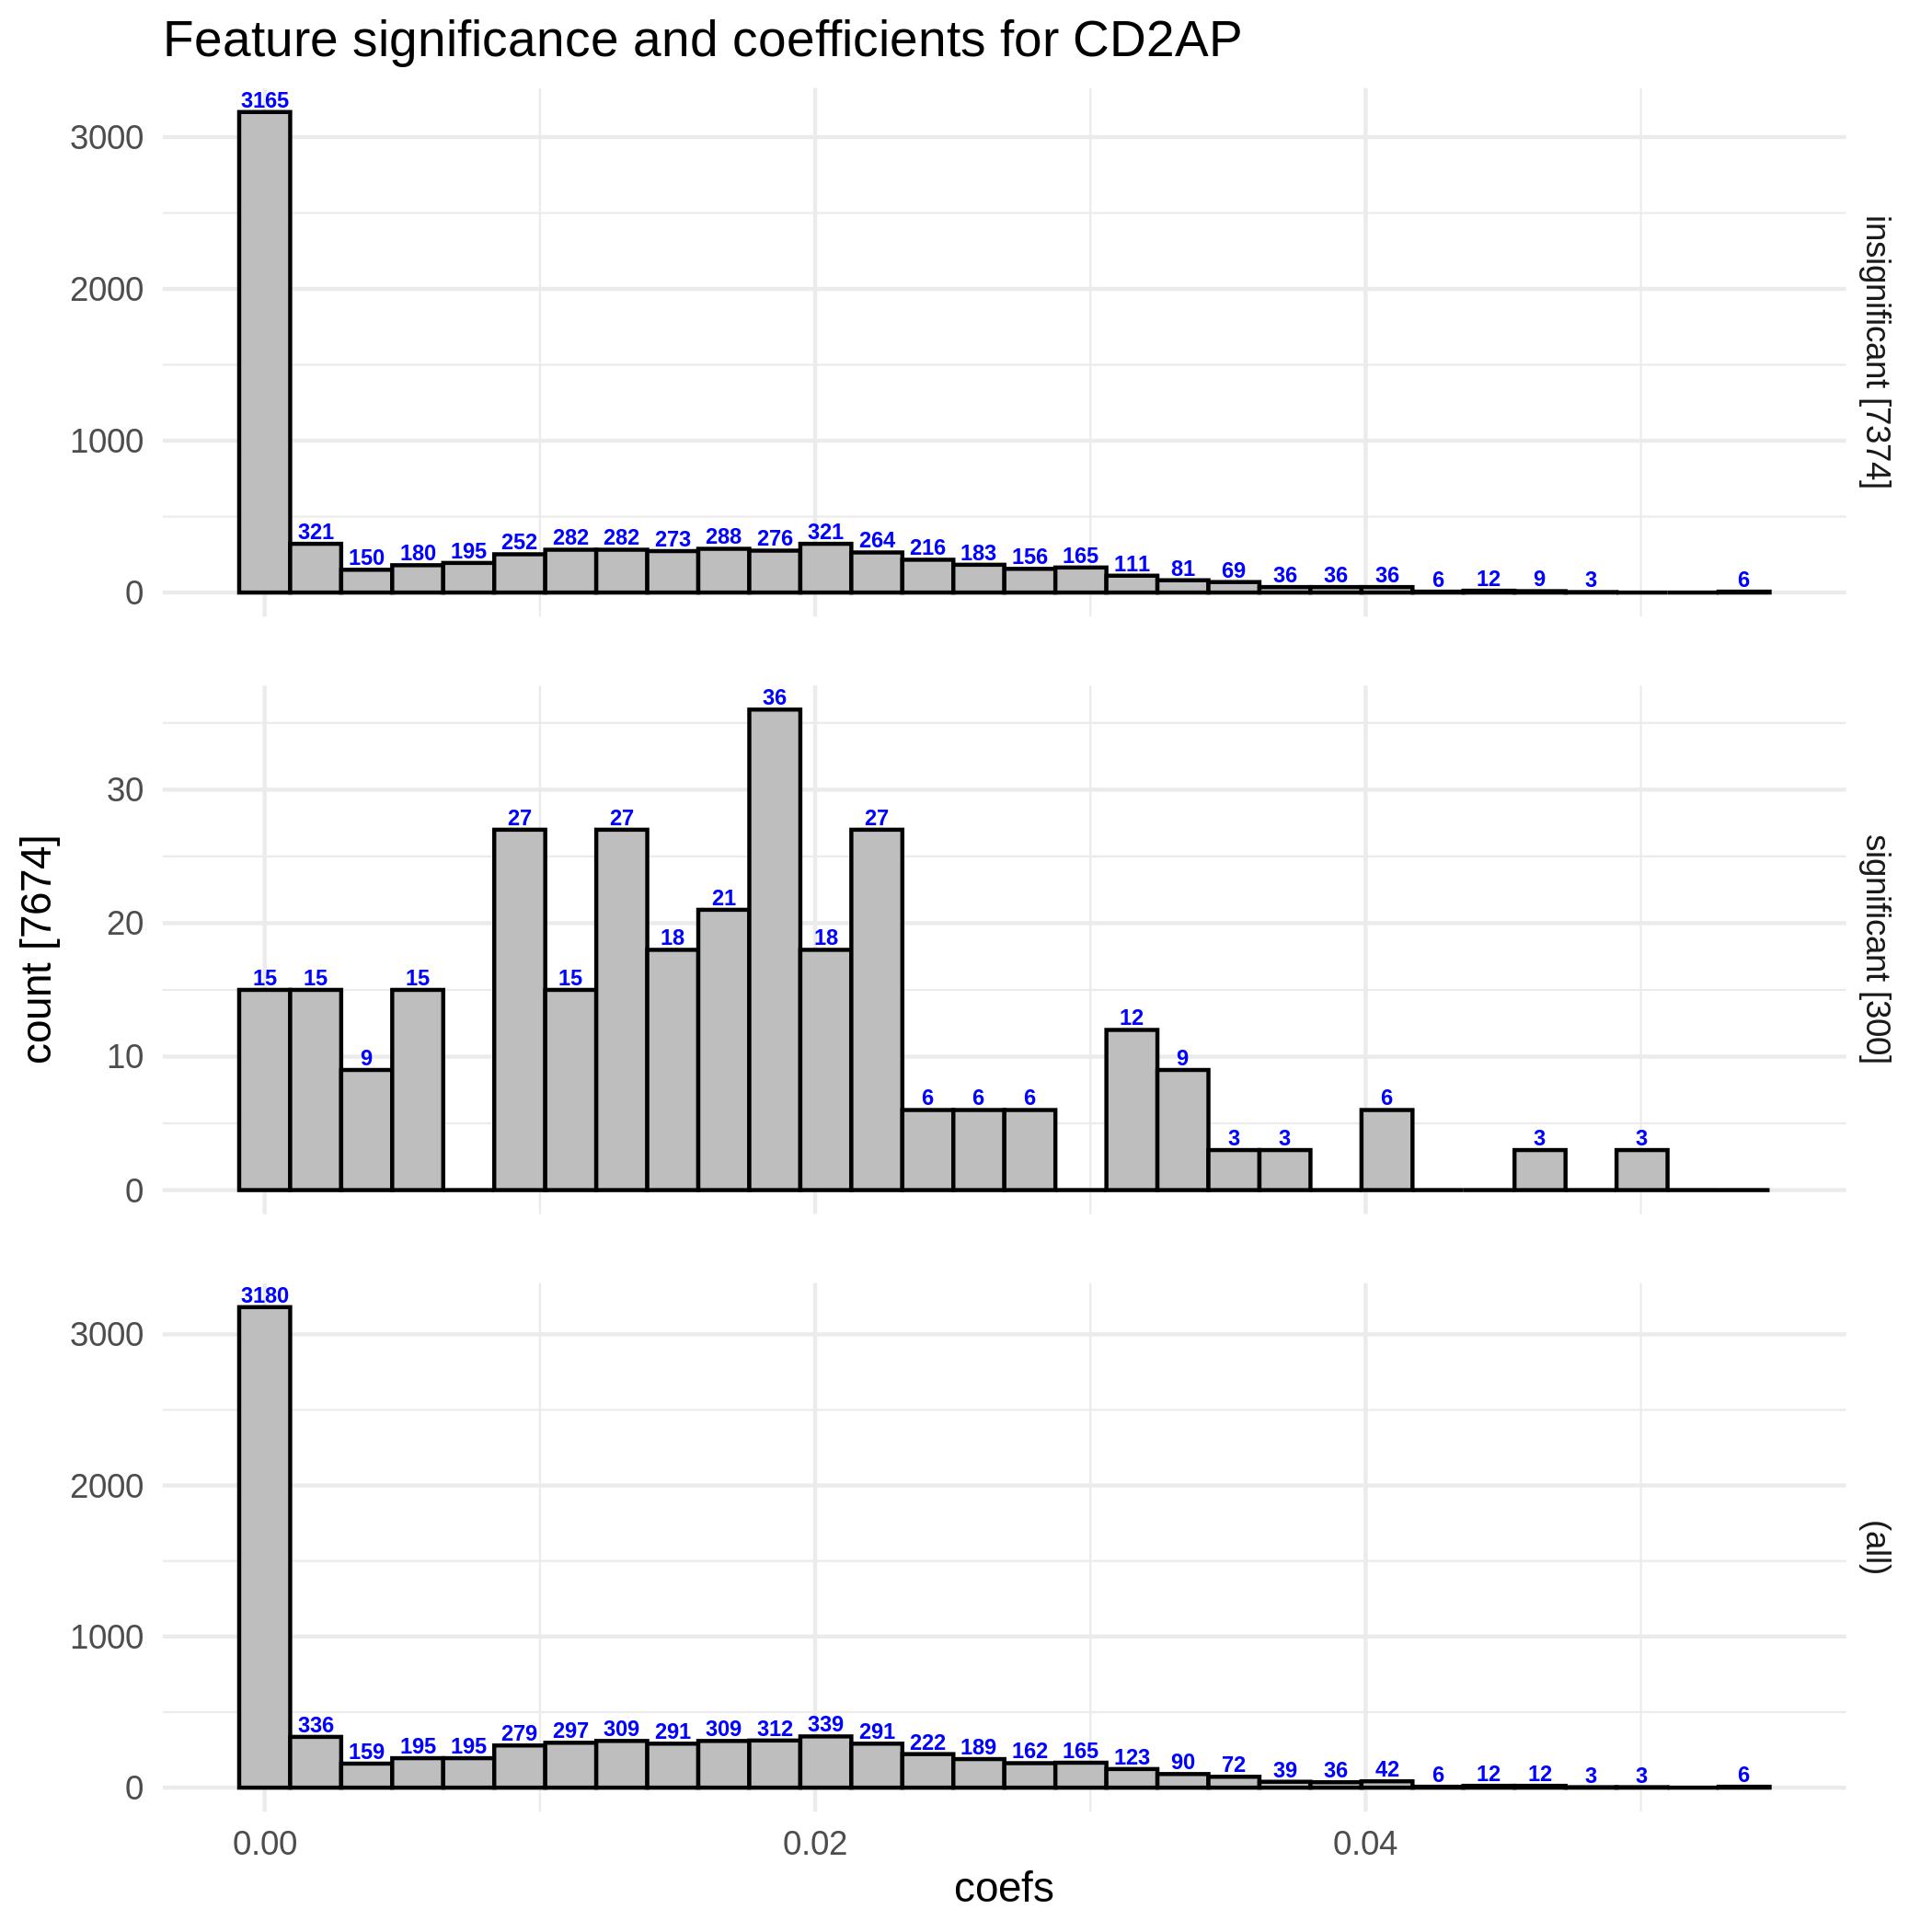 Feature significance and coefficients for CD2AP
3165
3000
2000
1000
0
321 150 180 195 252 282 282 273 288 276 321 264 216 183 156 165 111 81 69 36 36 36 6 12 9 3 6
insignificant [7374]
count [7674]
30
20
10
0
15 15 9 15 27 15 27 18 21 36 18 27 6 6 6 12 9 3 3 6 3 3
significant [300]
3180
3000
2000
1000
0
336 159 195 195 279 297 309 291 309 312 339 291 222 189 162 165 123 90 72 39 36 42 6 12 12 3 3 6
(all)
0.00 0.02 0.04
coefs